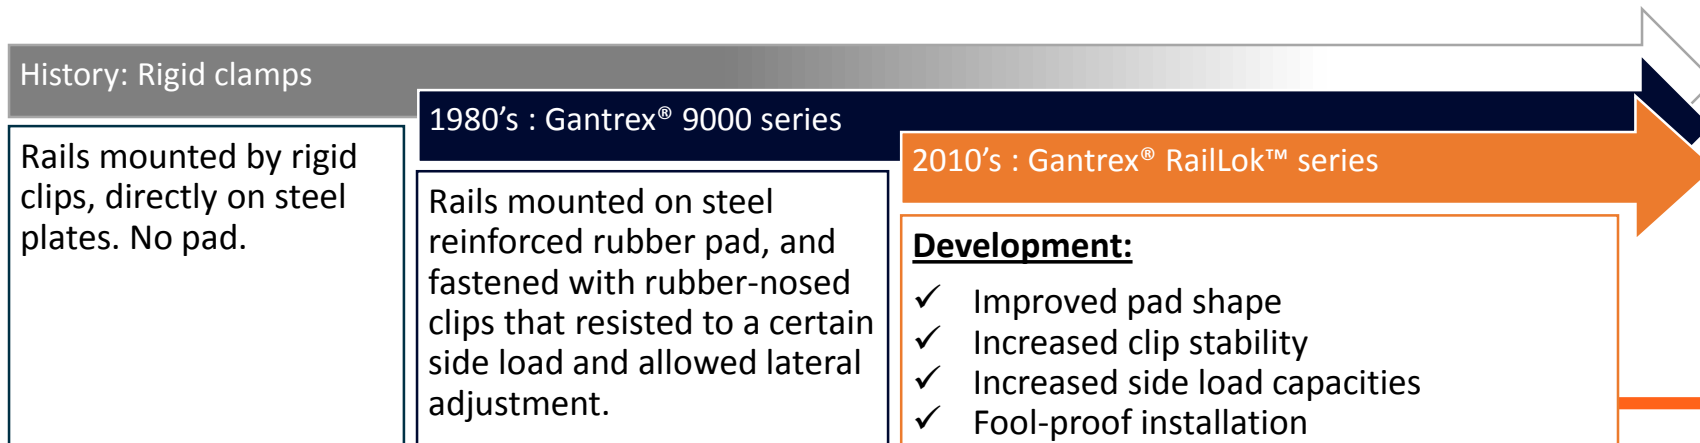 History: Rigid clamps
Rails mounted by rigid
clips, directly on steel
plates. No pad.
1980’s : Gantrex® 9000 series
Rails mounted on steel
reinforced rubber pad, and
fastened with rubber-nosed
clips that resisted to a certain
side load and allowed lateral
adjustment.
2010’s : Gantrex® RailLok™ series
Development:
✓ Improved pad shape
✓ Increased clip stability
✓ Increased side load capacities
✓ Fool-proof installation